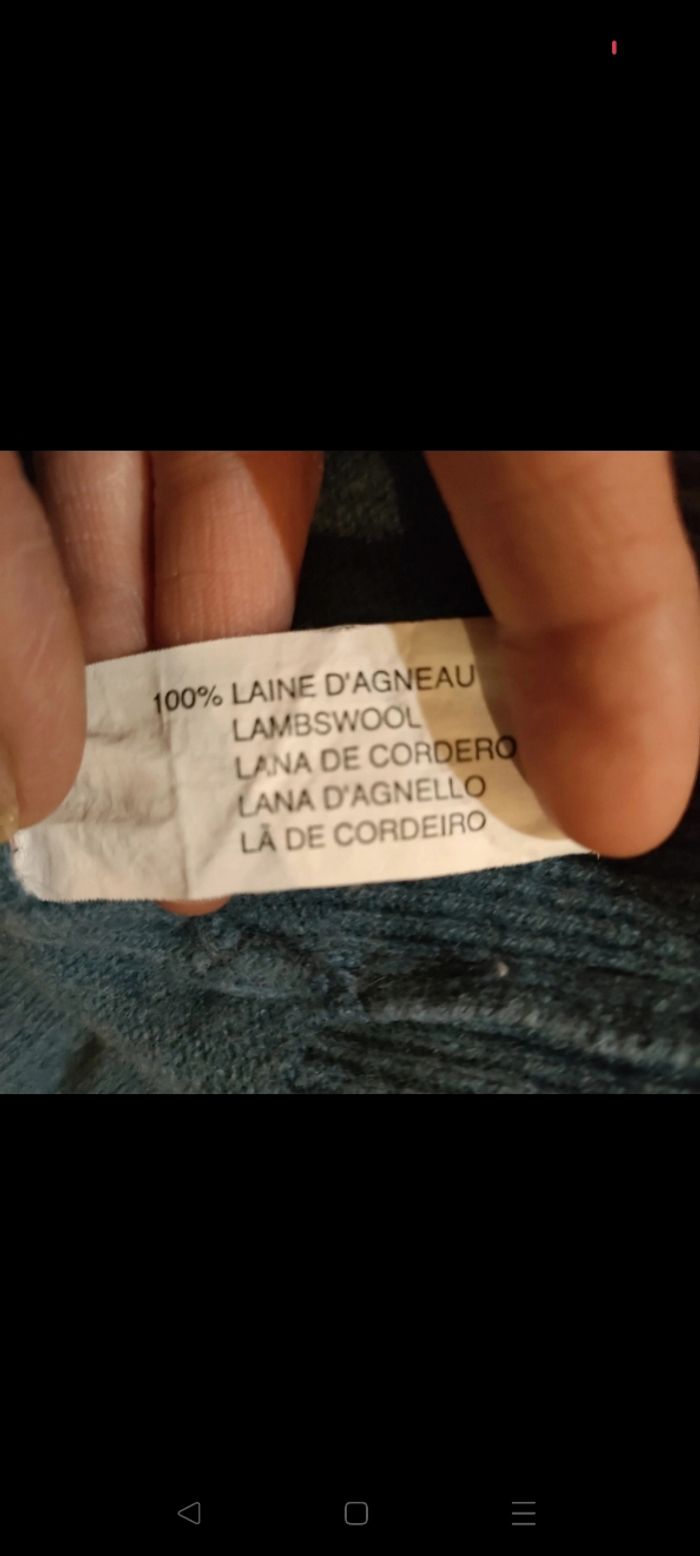 100% LAINE D'AGNEAU
LAMBSWOOL
LANA DE CORDERO
LANA D'AGNELLO
LÃ DE CORDEIRO